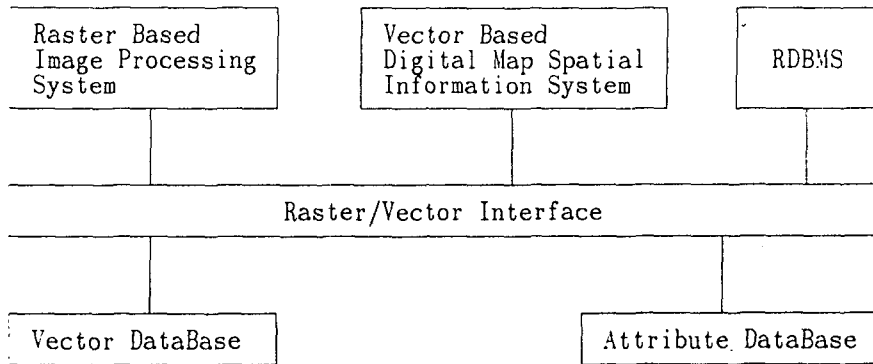 Raster Based
Image Processing
System
Vector Based
Digital Map Spatial
Information System
RDBMS
Raster/Vector Interface
Vector DataBase
Attribute DataBase